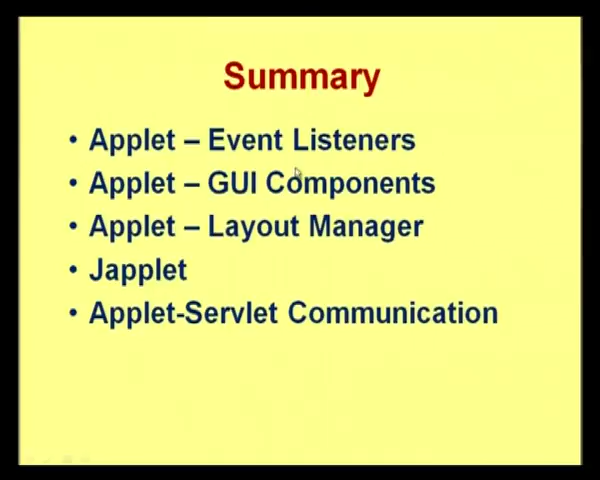 Summary
• Applet – Event Listeners
• Applet – GUI Components
• Applet – Layout Manager
• Japplet
• Applet-Servlet Communication